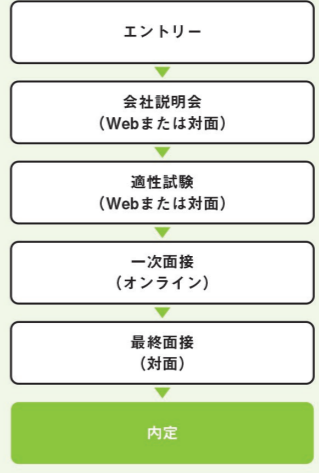 エントリー
会社説明会
（Webまたは対面）
適性試験
（Webまたは対面）
一次面接
（オンライン）
最終面接
（対面）
内定